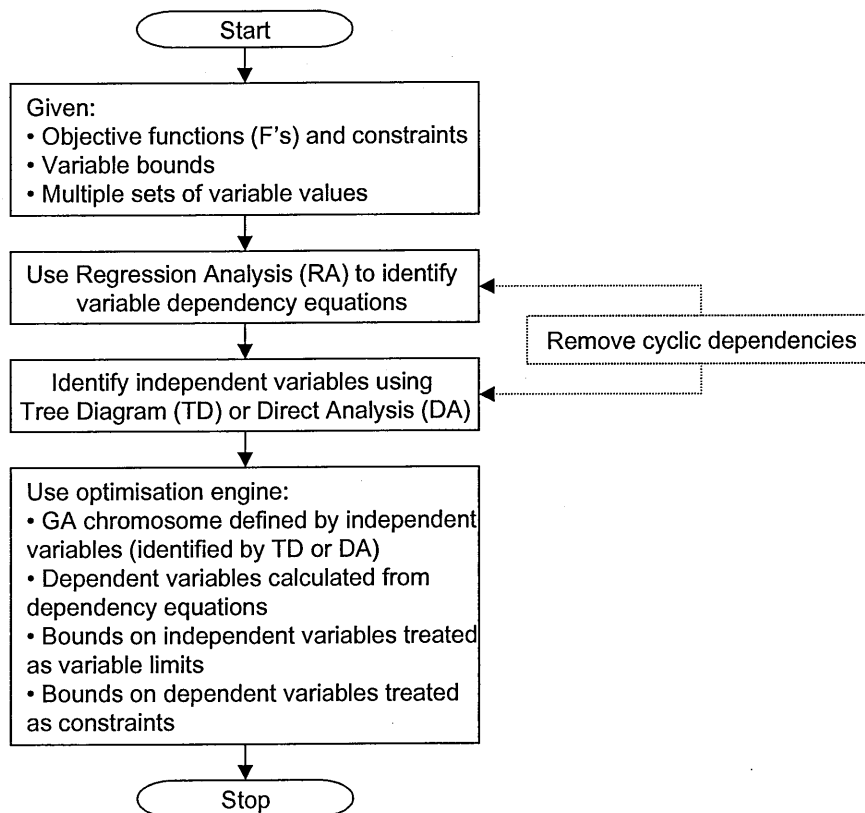 Start
Given:
• Objective functions (F's) and constraints
• Variable bounds
• Multiple sets of variable values
Use Regression Analysis (RA) to identify
variable dependency equations
Remove cyclic dependencies
Identify independent variables using
Tree Diagram (TD) or Direct Analysis (DA)
Use optimisation engine:
• GA chromosome defined by independent
variables (identified by TD or DA)
• Dependent variables calculated from
dependency equations
• Bounds on independent variables treated
as variable limits
• Bounds on dependent variables treated
as constraints
Stop